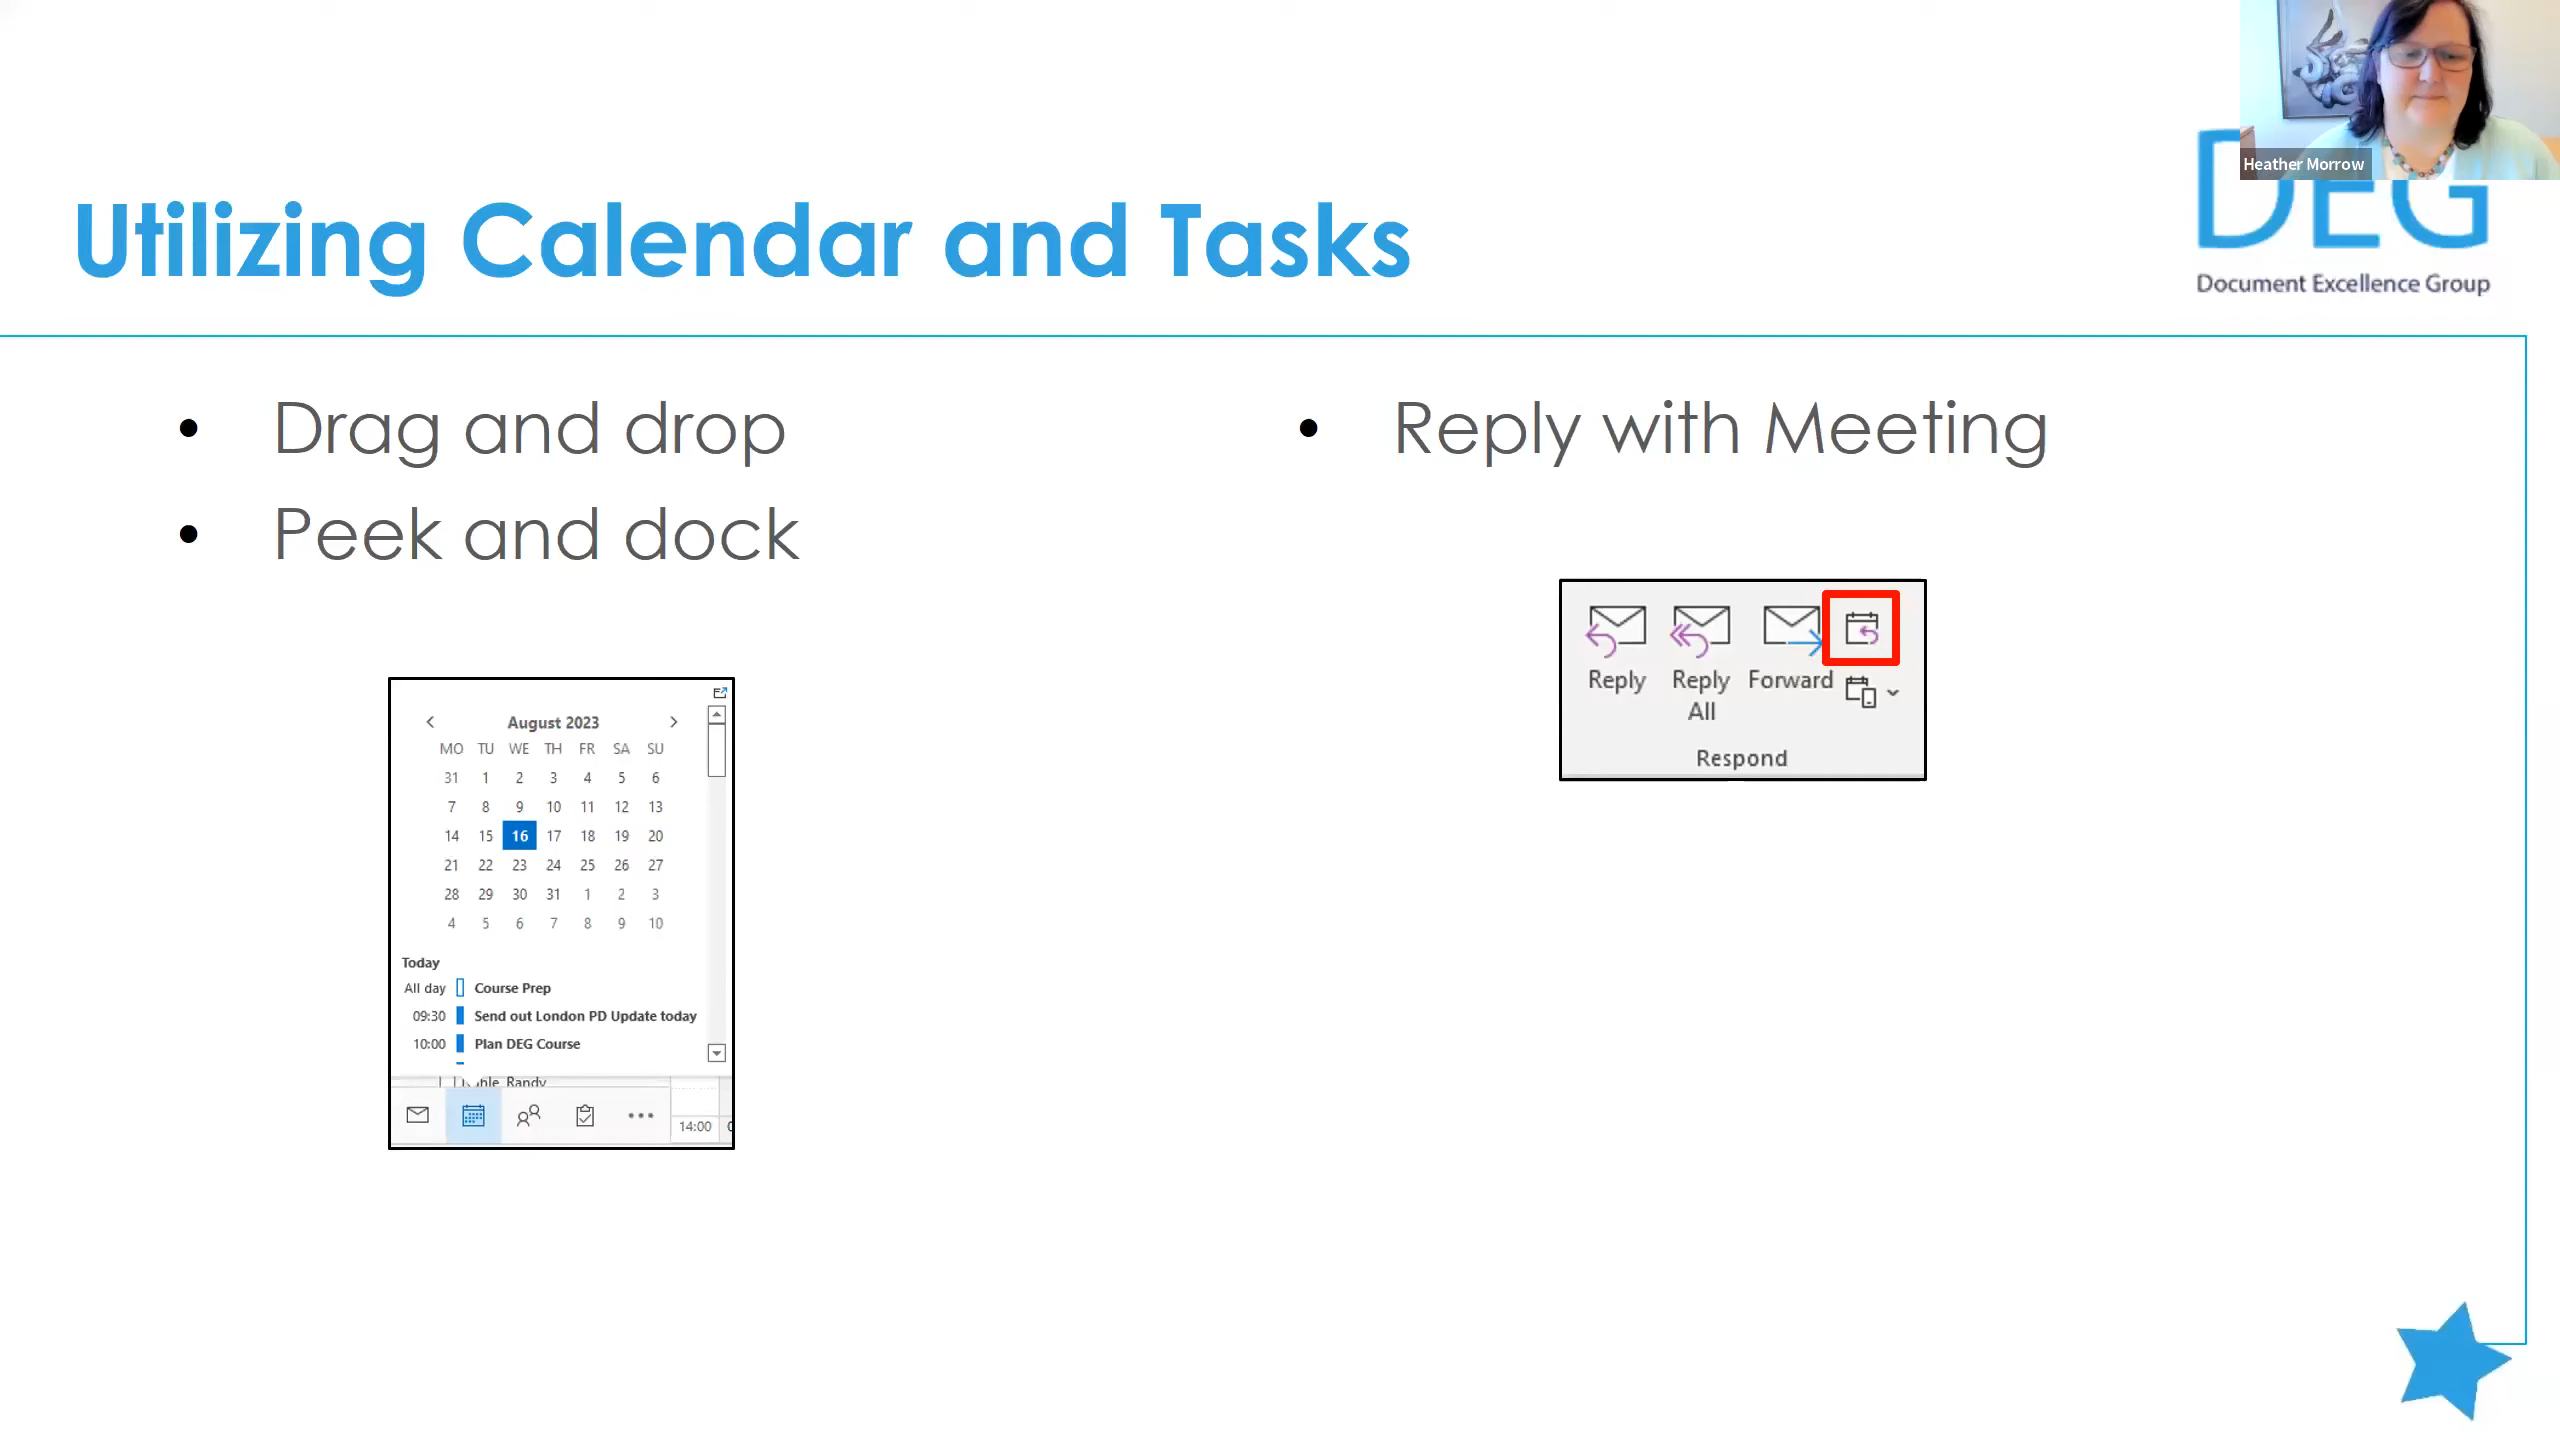 Heather Morrow
DEG
Document Excellence Group
Utilizing Calendar and Tasks
• Drag and drop
• Peek and dock
August 2023
MO TU WE TH FR SA SU
31 1 2 3 4 5 6
7 8 9 10 11 12 13
14 15 16 17 18 19 20
21 22 23 24 25 26 27
28 29 30 31 1 2 3
4 5 6 7 8 9 10
Today
All day Course Prep
09:30 Send out London PD Update today
10:00 Plan DEG Course
Randy
14:00
• Reply with Meeting
Reply Reply All Forward
Respond